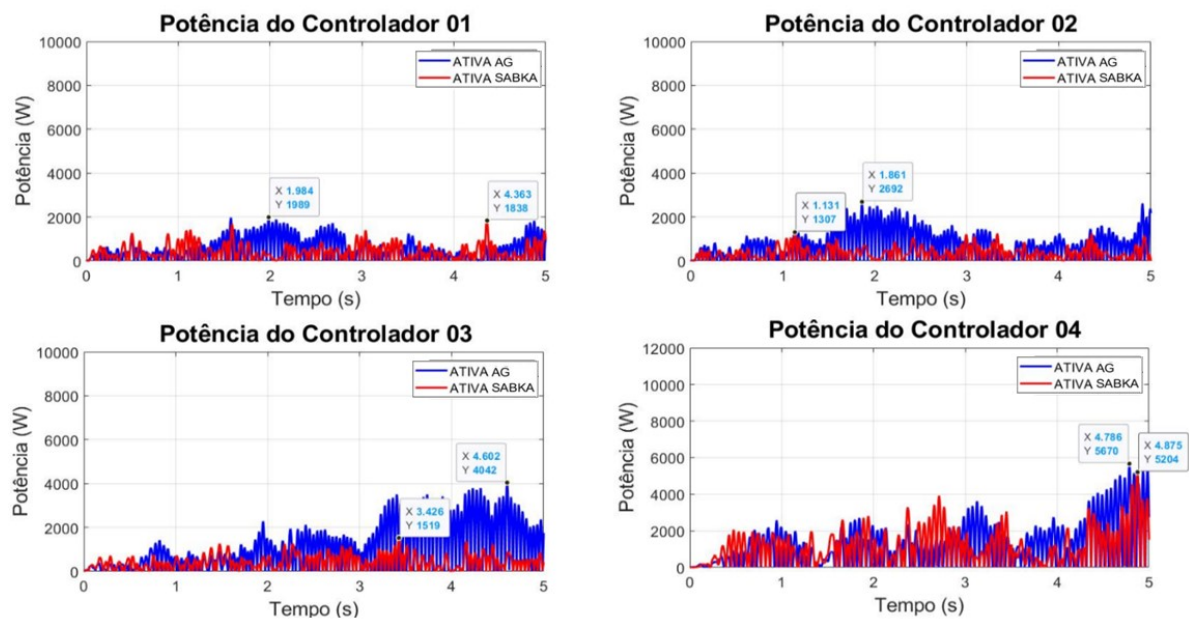 Potência do Controlador 01
10000
8000
6000
4000
2000
0
Potência (W)
ATIVA AG
ATIVA SABKA
X 1.984
Y 1989
X 4.363
Y 1838
0 1 2 3 4 5
Tempo (s)
Potência do Controlador 02
10000
8000
6000
4000
2000
0
Potência (W)
ATIVA AG
ATIVA SABKA
X 1.131
Y 1307
X 1.861
Y 2692
0 1 2 3 4 5
Tempo (s)
Potência do Controlador 03
10000
8000
6000
4000
2000
0
Potência (W)
ATIVA AG
ATIVA SABKA
X 3.426
Y 1519
X 4.602
Y 4042
0 1 2 3 4 5
Tempo (s)
Potência do Controlador 04
12000
10000
8000
6000
4000
2000
0
Potência (W)
ATIVA AG
ATIVA SABKA
X 4.786
Y 5670
X 4.875
Y 5204
0 1 2 3 4 5
Tempo (s)